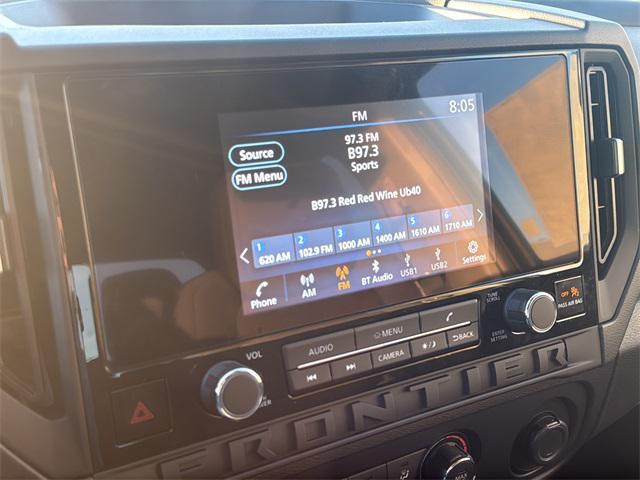 FM 8:05
97.3 FM
Source B97.3
FM Menu Sports
B97.3 Red Red Wine Ub40
1 2 3 4 5 6
620 AM 102.9 FM 1000 AM 1400 AM 1610 AM 1710 AM
Phone AM FM BT Audio USB1 USB2 Settings
TUNE SCROLL
OFF
PASS AIR BAG
VOL
AUDIO MENU
CAMERA BACK
ENTER SETTING
POWER
FRONTIER
MAX